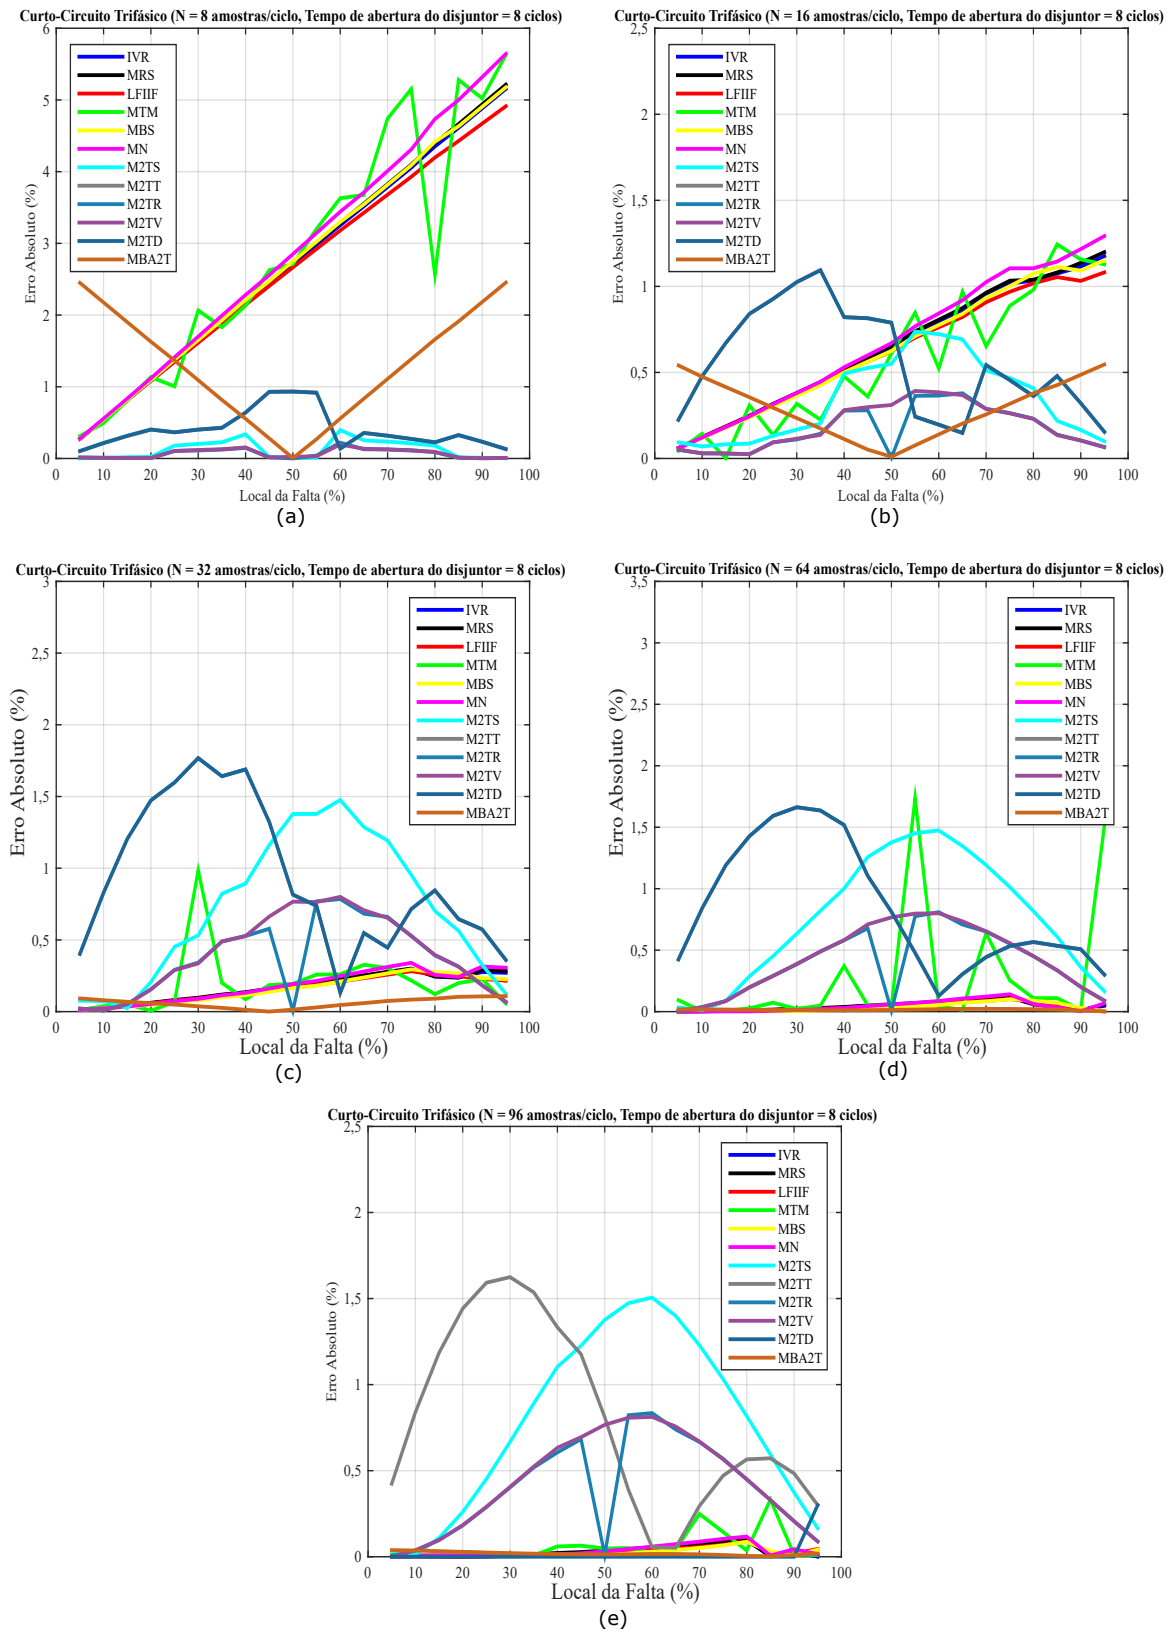 Curto-Circuito Trifásico (N = 8 amostras/ciclo, Tempo de abertura do disjuntor = 8 ciclos)
Erro Absoluto (%)
6
5
4
3
2
1
0
IVR
MRS
LFIIF
MTM
MBS
MN
M2TS
M2TT
M2TR
M2TV
M2TD
MBA2T
0 10 20 30 40 50 60 70 80 90 100
Local da Falta (%)
(a)
Curto-Circuito Trifásico (N = 16 amostras/ciclo, Tempo de abertura do disjuntor = 8 ciclos)
Erro Absoluto (%)
2,5
2
1,5
1
0,5
0
IVR
MRS
LFIIF
MTM
MBS
MN
M2TS
M2TT
M2TR
M2TV
M2TD
MBA2T
0 10 20 30 40 50 60 70 80 90 100
Local da Falta (%)
(b)
Curto-Circuito Trifásico (N = 32 amostras/ciclo, Tempo de abertura do disjuntor = 8 ciclos)
Erro Absoluto (%)
3
2,5
2
1,5
1
0,5
0
IVR
MRS
LFIIF
MTM
MBS
MN
M2TS
M2TT
M2TR
M2TV
M2TD
MBA2T
0 10 20 30 40 50 60 70 80 90 100
Local da Falta (%)
(c)
Curto-Circuito Trifásico (N = 64 amostras/ciclo, Tempo de abertura do disjuntor = 8 ciclos)
Erro Absoluto (%)
3,5
3
2,5
2
1,5
1
0,5
0
IVR
MRS
LFIIF
MTM
MBS
MN
M2TS
M2TT
M2TR
M2TV
M2TD
MBA2T
0 10 20 30 40 50 60 70 80 90 100
Local da Falta (%)
(d)
Curto-Circuito Trifásico (N = 96 amostras/ciclo, Tempo de abertura do disjuntor = 8 ciclos)
Erro Absoluto (%)
2,5
2
1,5
1
0,5
0
IVR
MRS
LFIIF
MTM
MBS
MN
M2TS
M2TT
M2TR
M2TV
M2TD
MBA2T
0 10 20 30 40 50 60 70 80 90 100
Local da Falta (%)
(e)